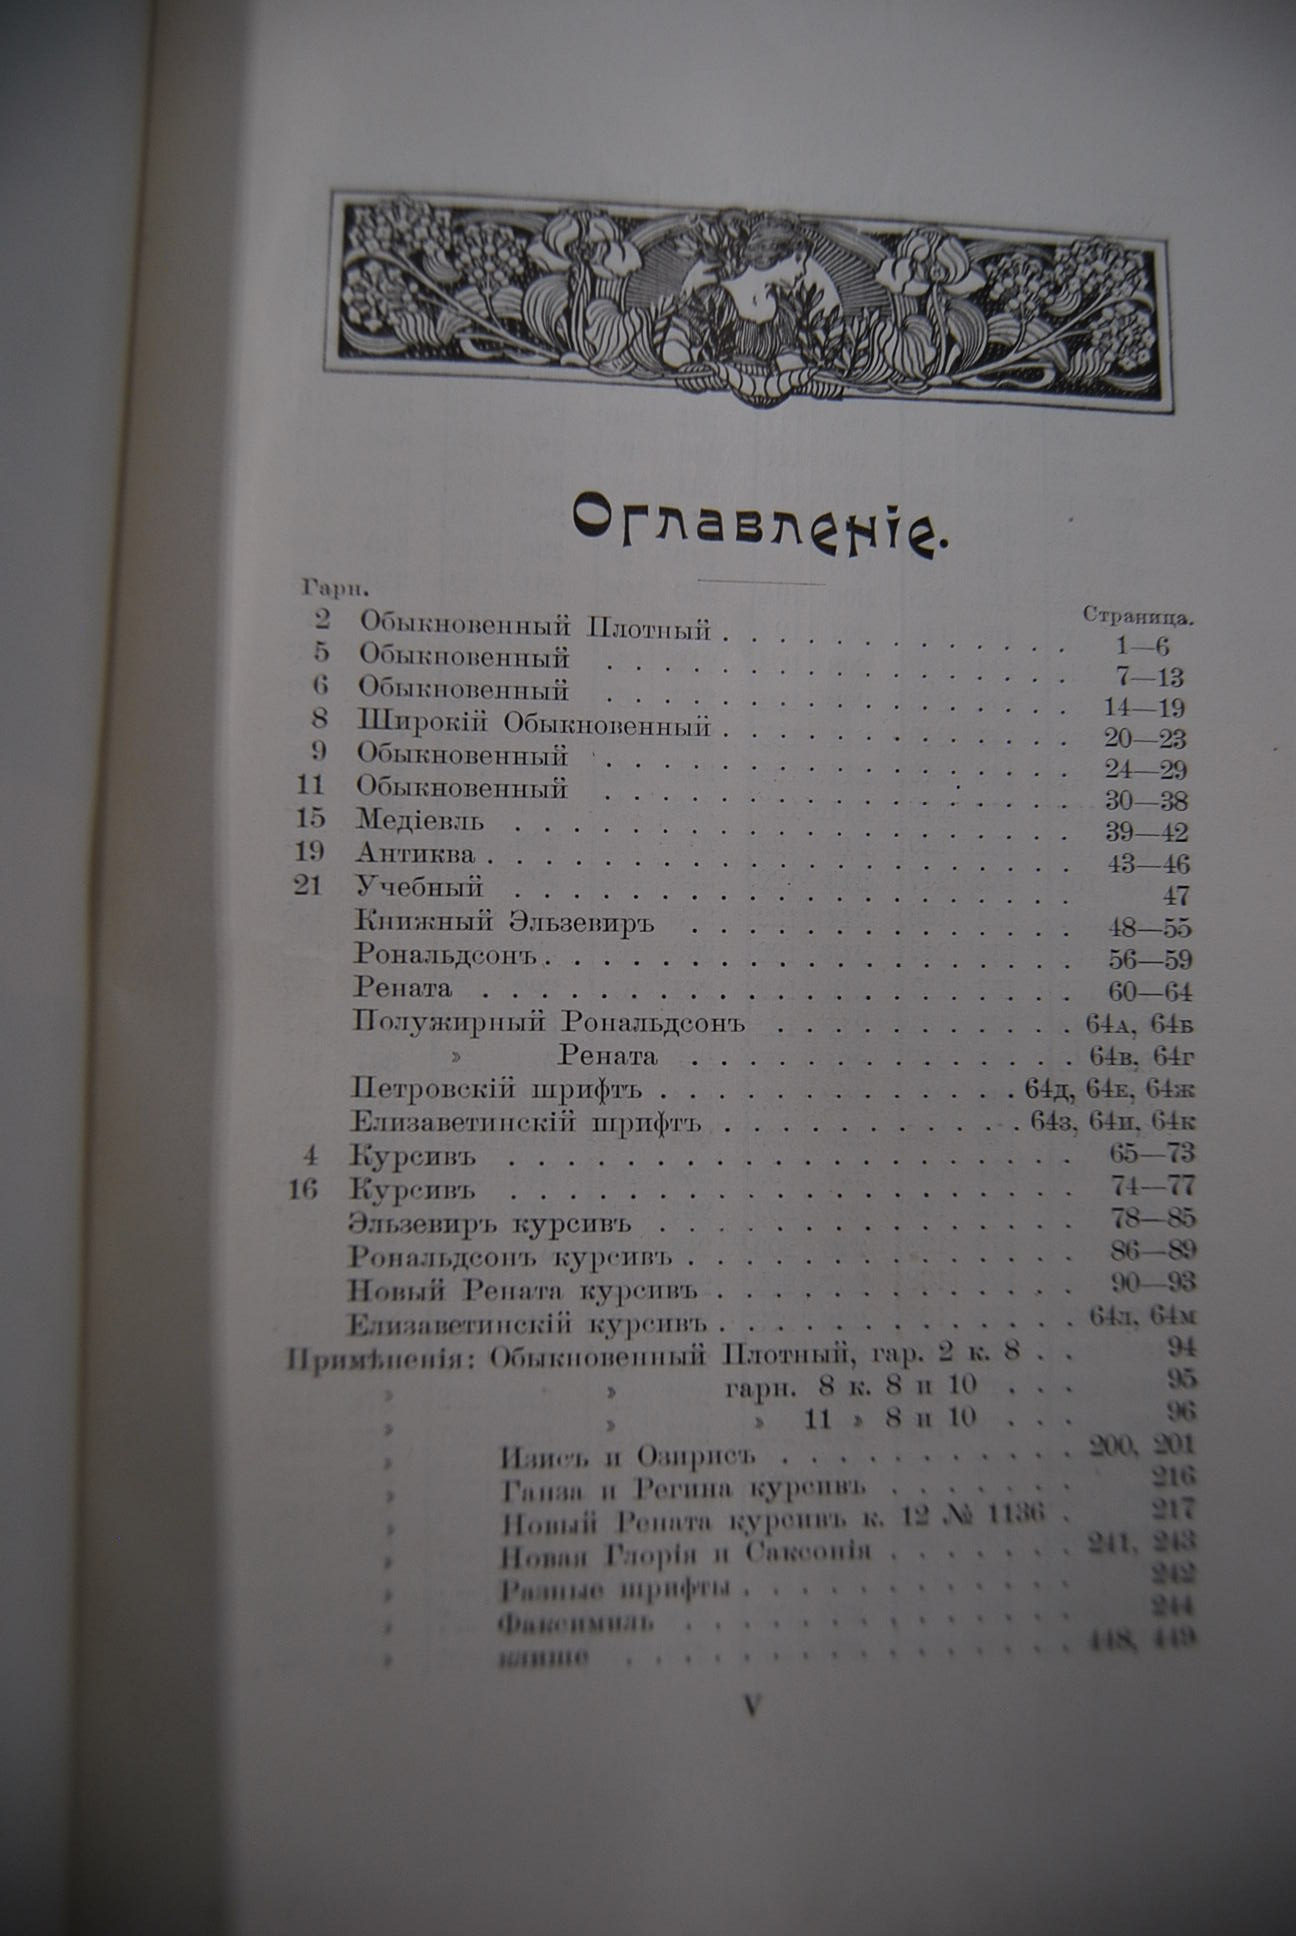 Оглавленіе.
Гарн. Страница.
2 Обыкновенный Плотный . . . . . . . . . . . . 1—6
5 Обыкновенный . . . . . . . . . . . . . . . . 7—13
6 Обыкновенный . . . . . . . . . . . . . . . . 14—19
8 Широкій Обыкновенный . . . . . . . . . . . . 20—23
9 Обыкновенный . . . . . . . . . . . . . . . . 24—29
11 Обыкновенный . . . . . . . . . . . . . . . . 30—38
15 Медіевль . . . . . . . . . . . . . . . . . . . 39—42
19 Антиква . . . . . . . . . . . . . . . . . . . . 43—46
21 Учебный . . . . . . . . . . . . . . . . . . . 47
Книжный Эльзевиръ . . . . . . . . . . . . . 48—55
Рональдсонъ . . . . . . . . . . . . . . . . . . 56—59
Рената . . . . . . . . . . . . . . . . . . . . 60—64
Полужирный Рональдсонъ . . . . . . . . . . . 64а, 64б
» Рената . . . . . . . . . . . . . . 64в, 64г
Петровскій шрифтъ . . . . . . . . . . . . . 64д, 64е, 64ж
Елизаветинскій шрифтъ . . . . . . . . . . . 64з, 64и, 64к
4 Курсивъ . . . . . . . . . . . . . . . . . . . 65—73
16 Курсивъ . . . . . . . . . . . . . . . . . . . 74—77
Эльзевиръ курсивъ . . . . . . . . . . . . . . 78—85
Рональдсонъ курсивъ . . . . . . . . . . . . . 86—89
Новый Рената курсивъ . . . . . . . . . . . . 90—93
Елизаветинскій курсивъ . . . . . . . . . . . . 64л, 64м
Примѣненія: Обыкновенный Плотный, гар. 2 к. 8 . . 94
» » гарн. 8 к. 8 и 10 . . . 95
» » » 11 » 8 и 10 . . . 96
» Изисъ и Озирисъ . . . . . . . . . . 200, 201
» Ганза и Регина курсивъ . . . . . . . 216
» Новый Рената курсивъ к. 12 № 1136 . 217
» Новая Глорія и Саксонія . . . . . . . 241, 243
» Разные шрифты . . . . . . . . . . . . 242
» Факсимиль . . . . . . . . . . . . . . 244
» клише . . . . . . . . . . . . . . . . 448, 449
V